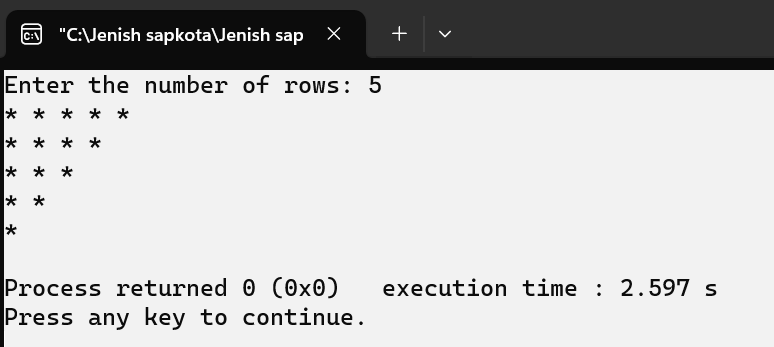 "C:\Jenish sapkota\Jenish sap
Enter the number of rows: 5
* * * * *
* * * *
* * *
* *
*
Process returned 0 (0x0)   execution time : 2.597 s
Press any key to continue.